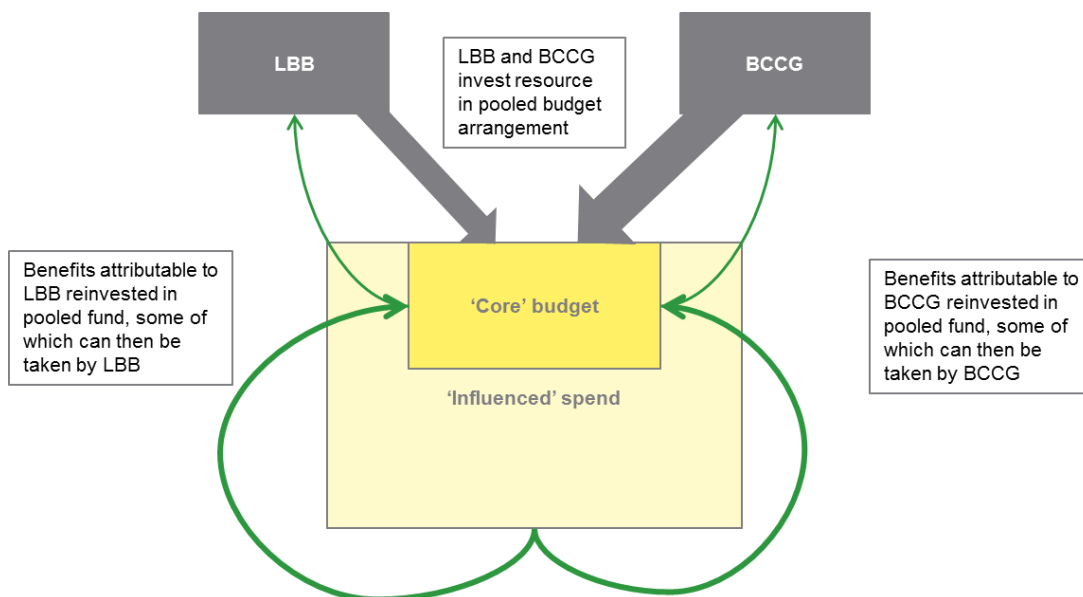 LBB
LBB and BCCG
invest resource
in pooled budget
arrangement
BCCG
Benefits attributable to
LBB reinvested in
pooled fund, some of
which can then be
taken by LBB
‘Core’ budget
‘Influenced’ spend
Benefits attributable to
BCCG reinvested in
pooled fund, some of
which can then be
taken by BCCG